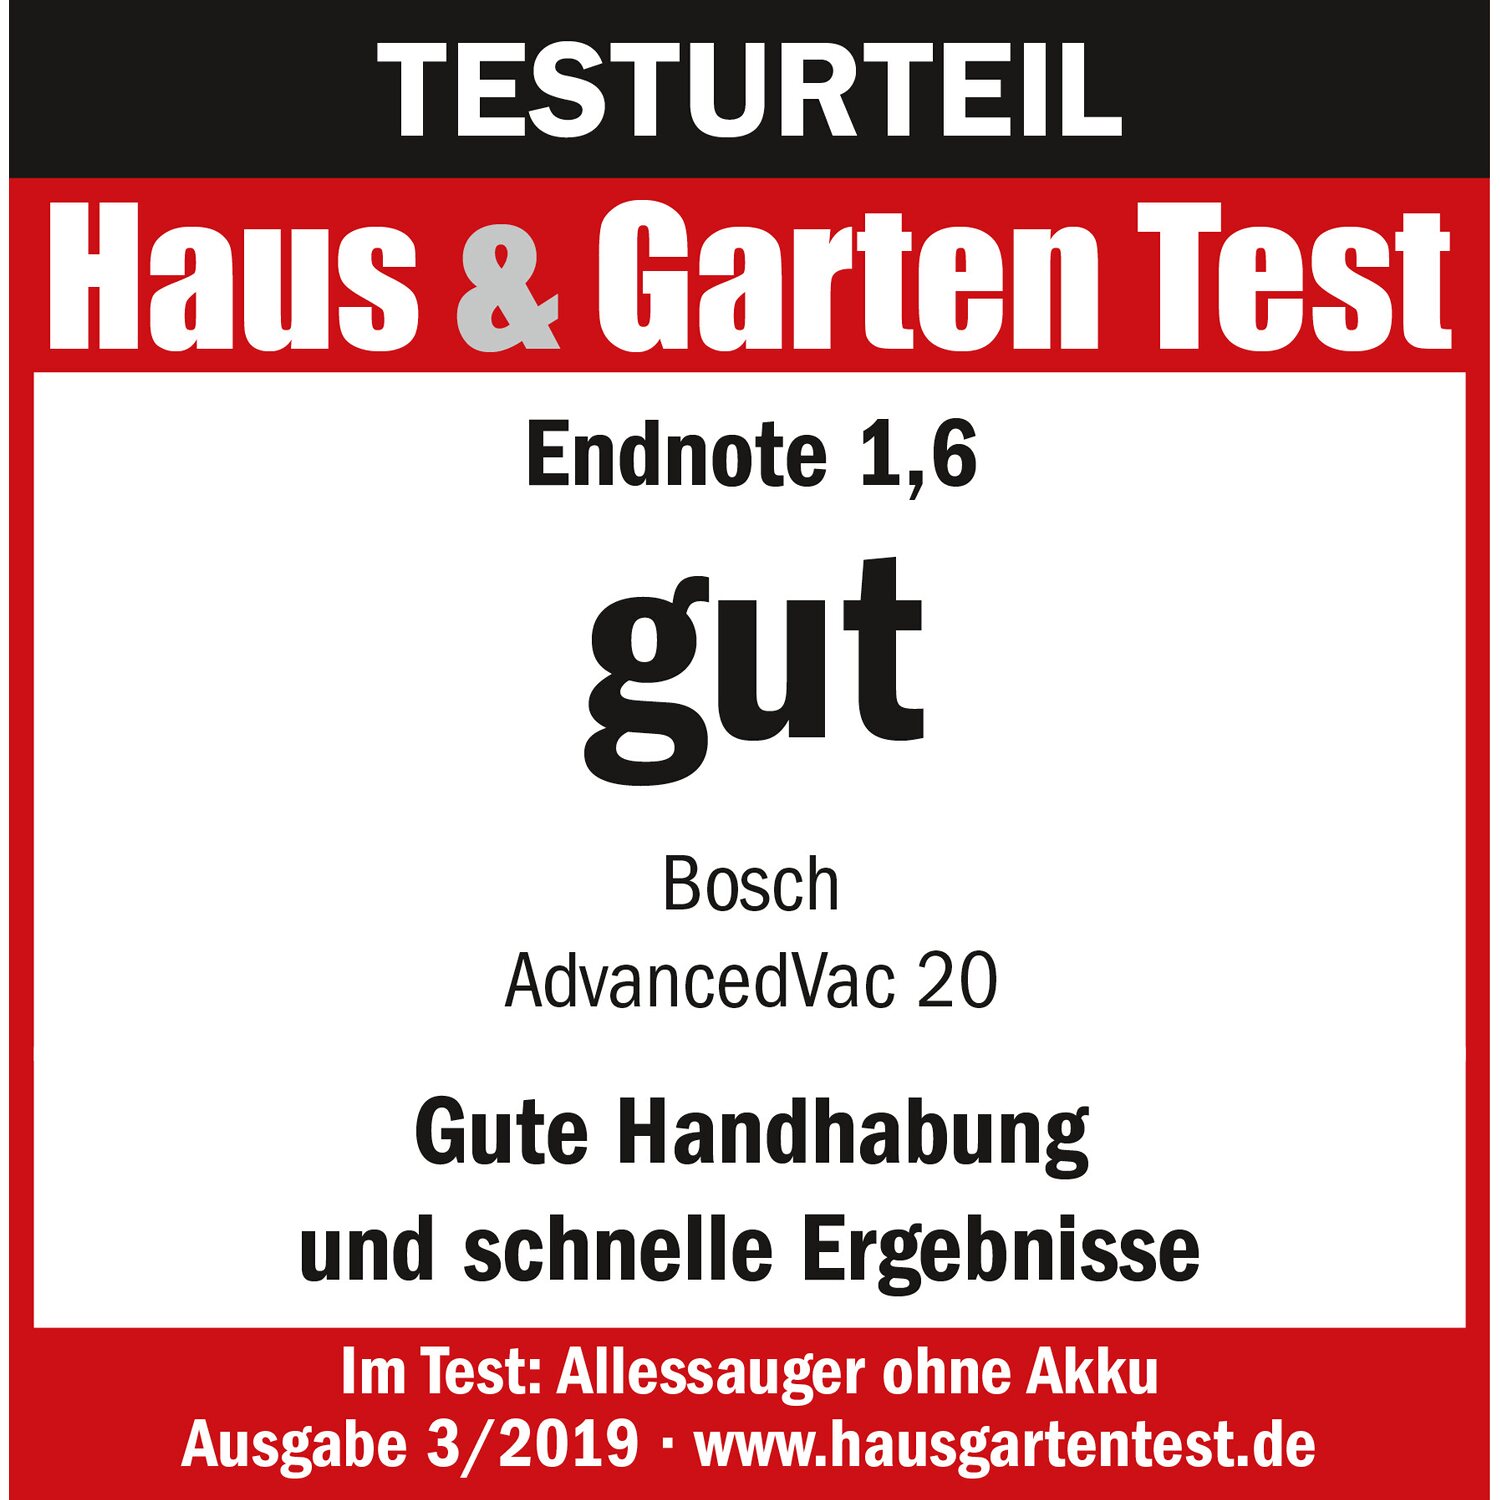 TESTURTEIL
Haus & Garten Test
Endnote 1,6
gut
Bosch
AdvancedVac 20
Gute Handhabung
und schnelle Ergebnisse
Im Test: Allessauger ohne Akku
Ausgabe 3/2019 · www.hausgartentest.de